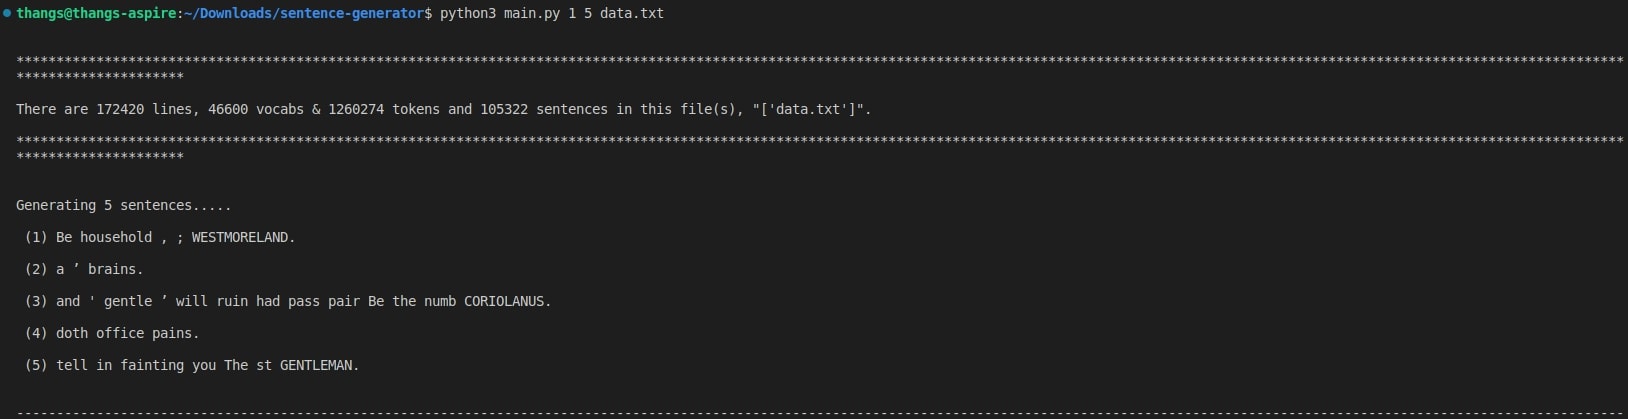 thangs@thangs-aspire:~/Downloads/sentence-generator$ python3 main.py 1 5 data.txt
*********************************************************************************************************************************************************************************************************
*********************
There are 172420 lines, 46600 vocabs & 1260274 tokens and 105322 sentences in this file(s), "['data.txt']".
*********************************************************************************************************************************************************************************************************
*********************
Generating 5 sentences.....
(1) Be household , ; WESTMORELAND.
(2) a ’ brains.
(3) and ' gentle ’ will ruin had pass pair Be the numb CORIOLANUS.
(4) doth office pains.
(5) tell in fainting you The st GENTLEMAN.
---------------------------------------------------------------------------------------------------------------------------------------------------------------------------------------------------------